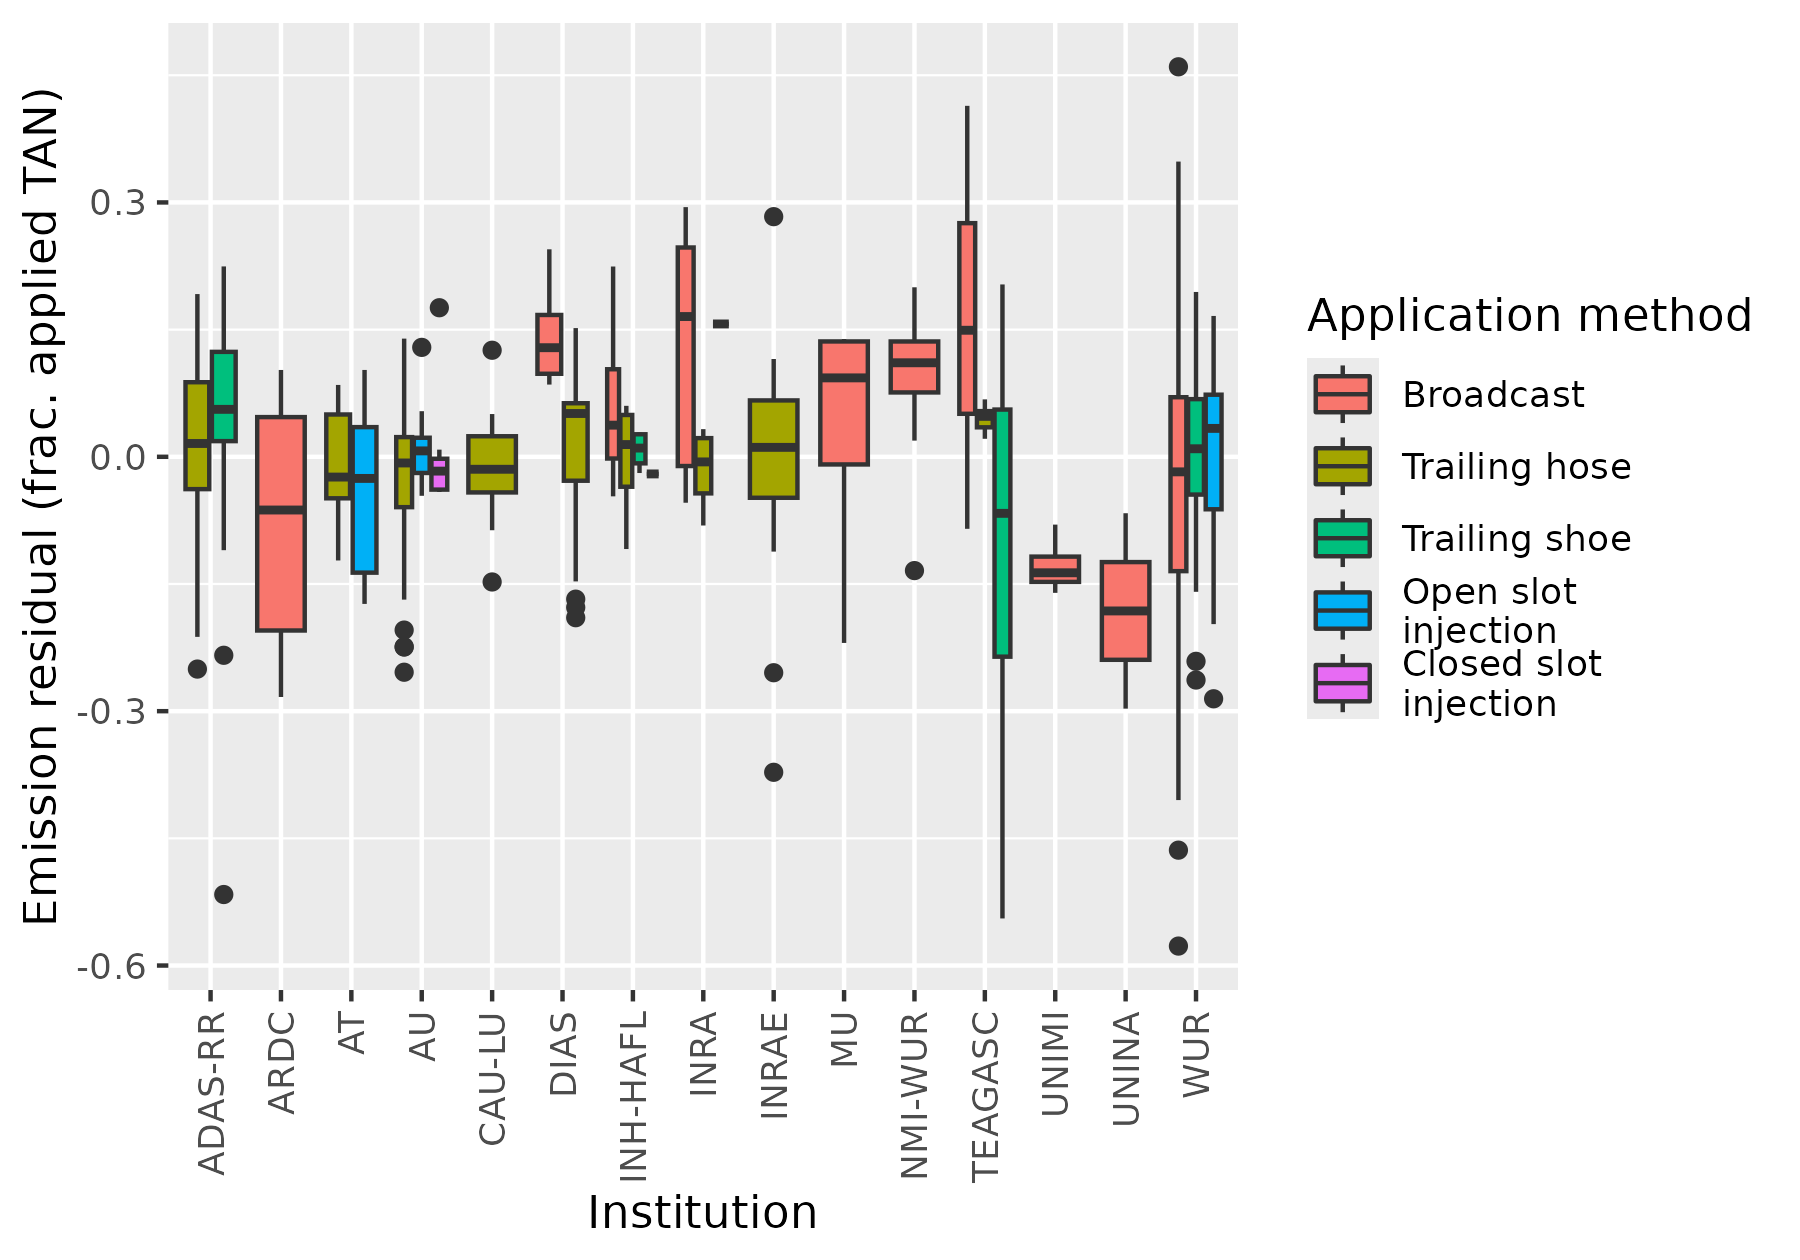 Emission residual (frac. applied TAN)
0.3
0.0
-0.3
-0.6
ADAS-RR
ARDC
AT
AU
CAU-LU
DIAS
INH-HAFL
INRA
INRAE
MU
NMI-WUR
TEAGASC
UNIMI
UNINA
WUR
Institution
Application method
Broadcast
Trailing hose
Trailing shoe
Open slot
injection
Closed slot
injection